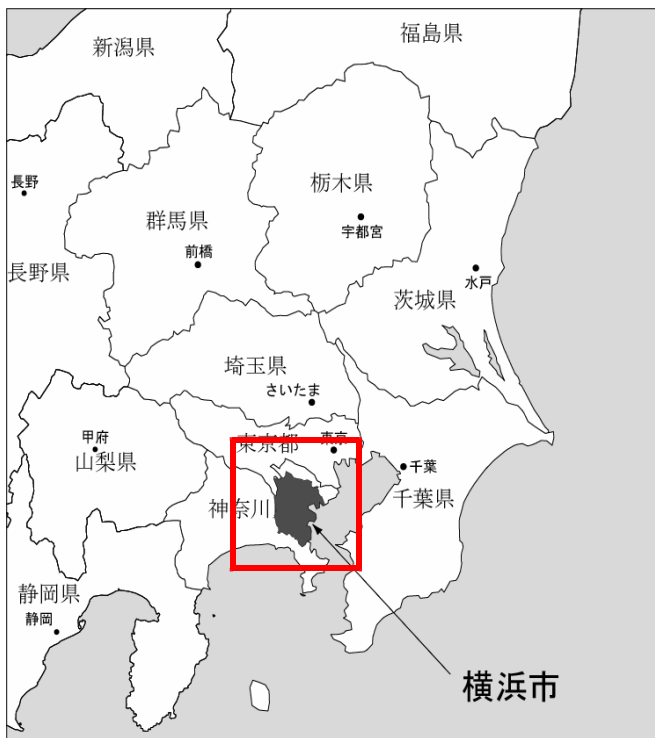 福島県
新潟県
長野
栃木県
群馬県
宇都宮
前橋
長野県
水戸
茨城県
埼玉県
さいたま
甲府
東京都
東京
山梨県
千葉
千葉県
神奈川
静岡県
静岡
横浜市